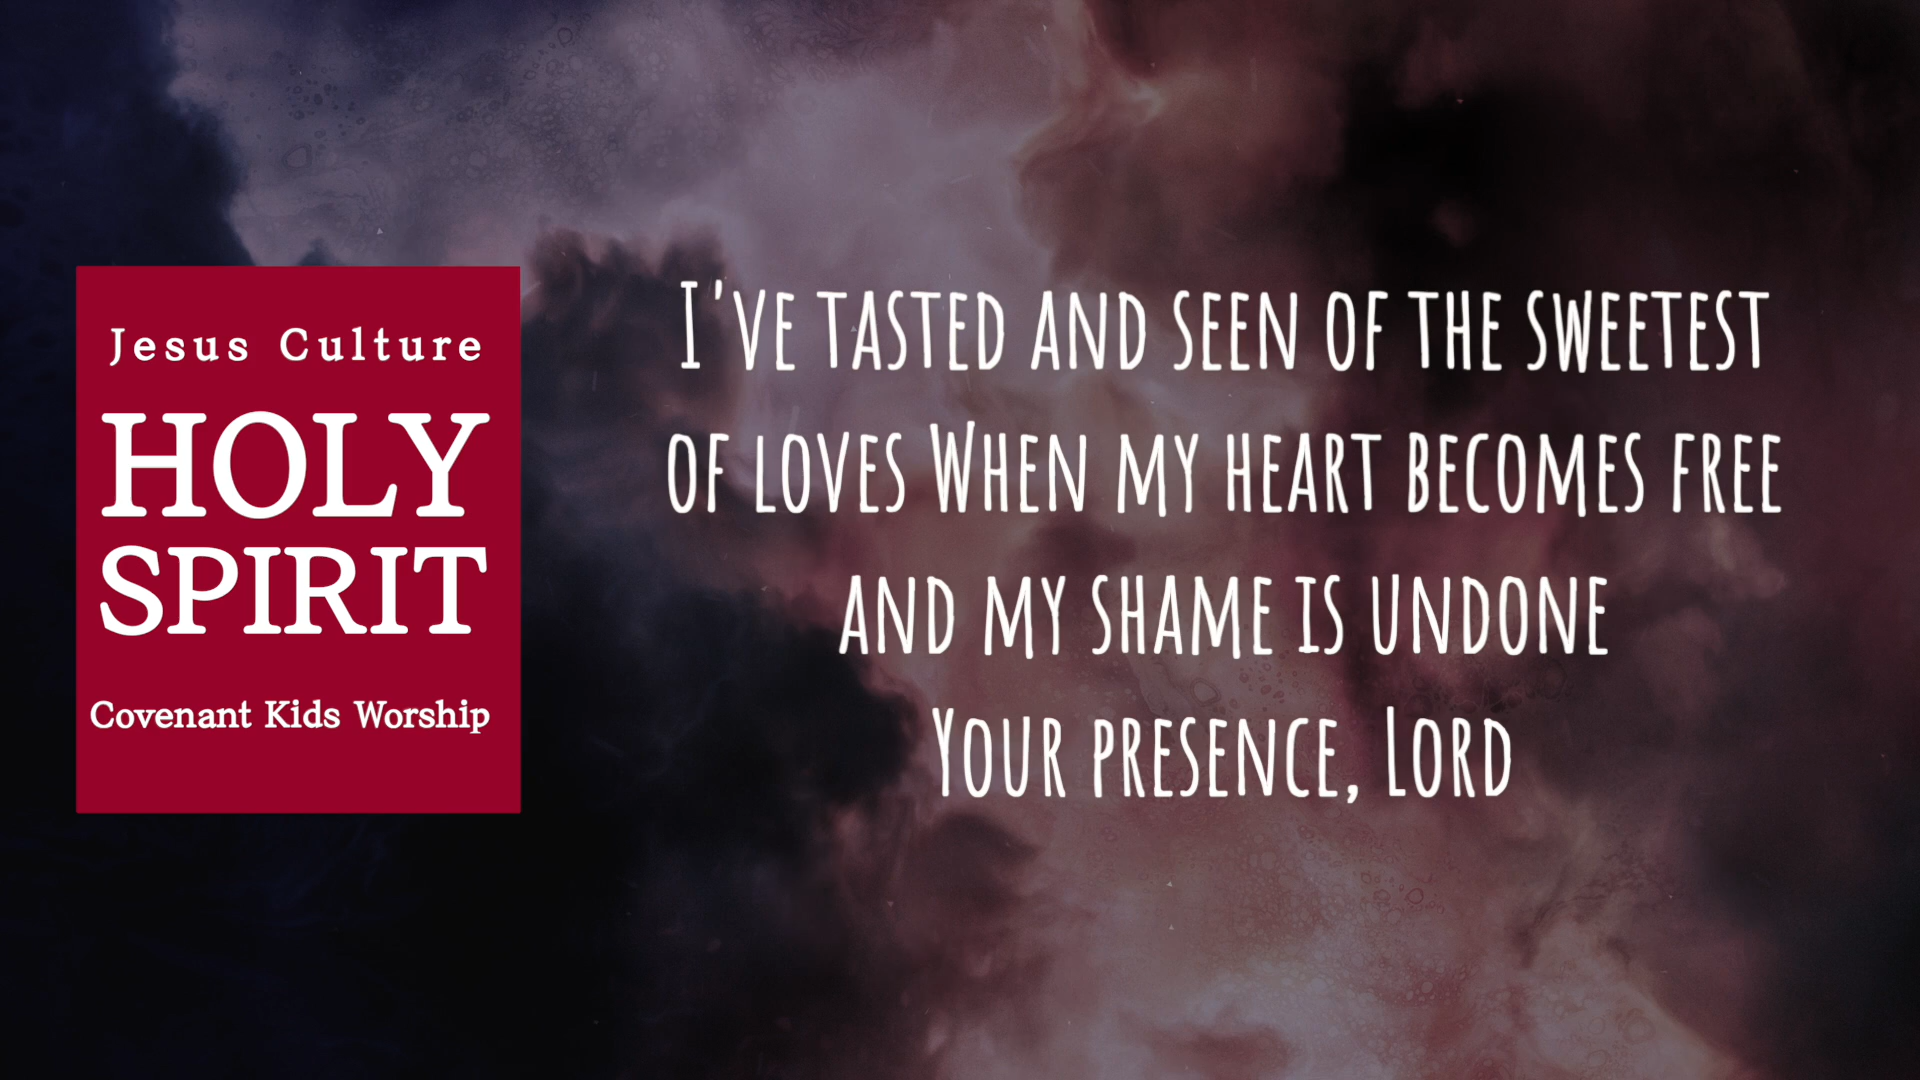 Jesus Culture
HOLY
SPIRIT
Covenant Kids Worship
I'VE TASTED AND SEEN OF THE SWEETEST
OF LOVES WHEN MY HEART BECOMES FREE
AND MY SHAME IS UNDONE
YOUR PRESENCE, LORD